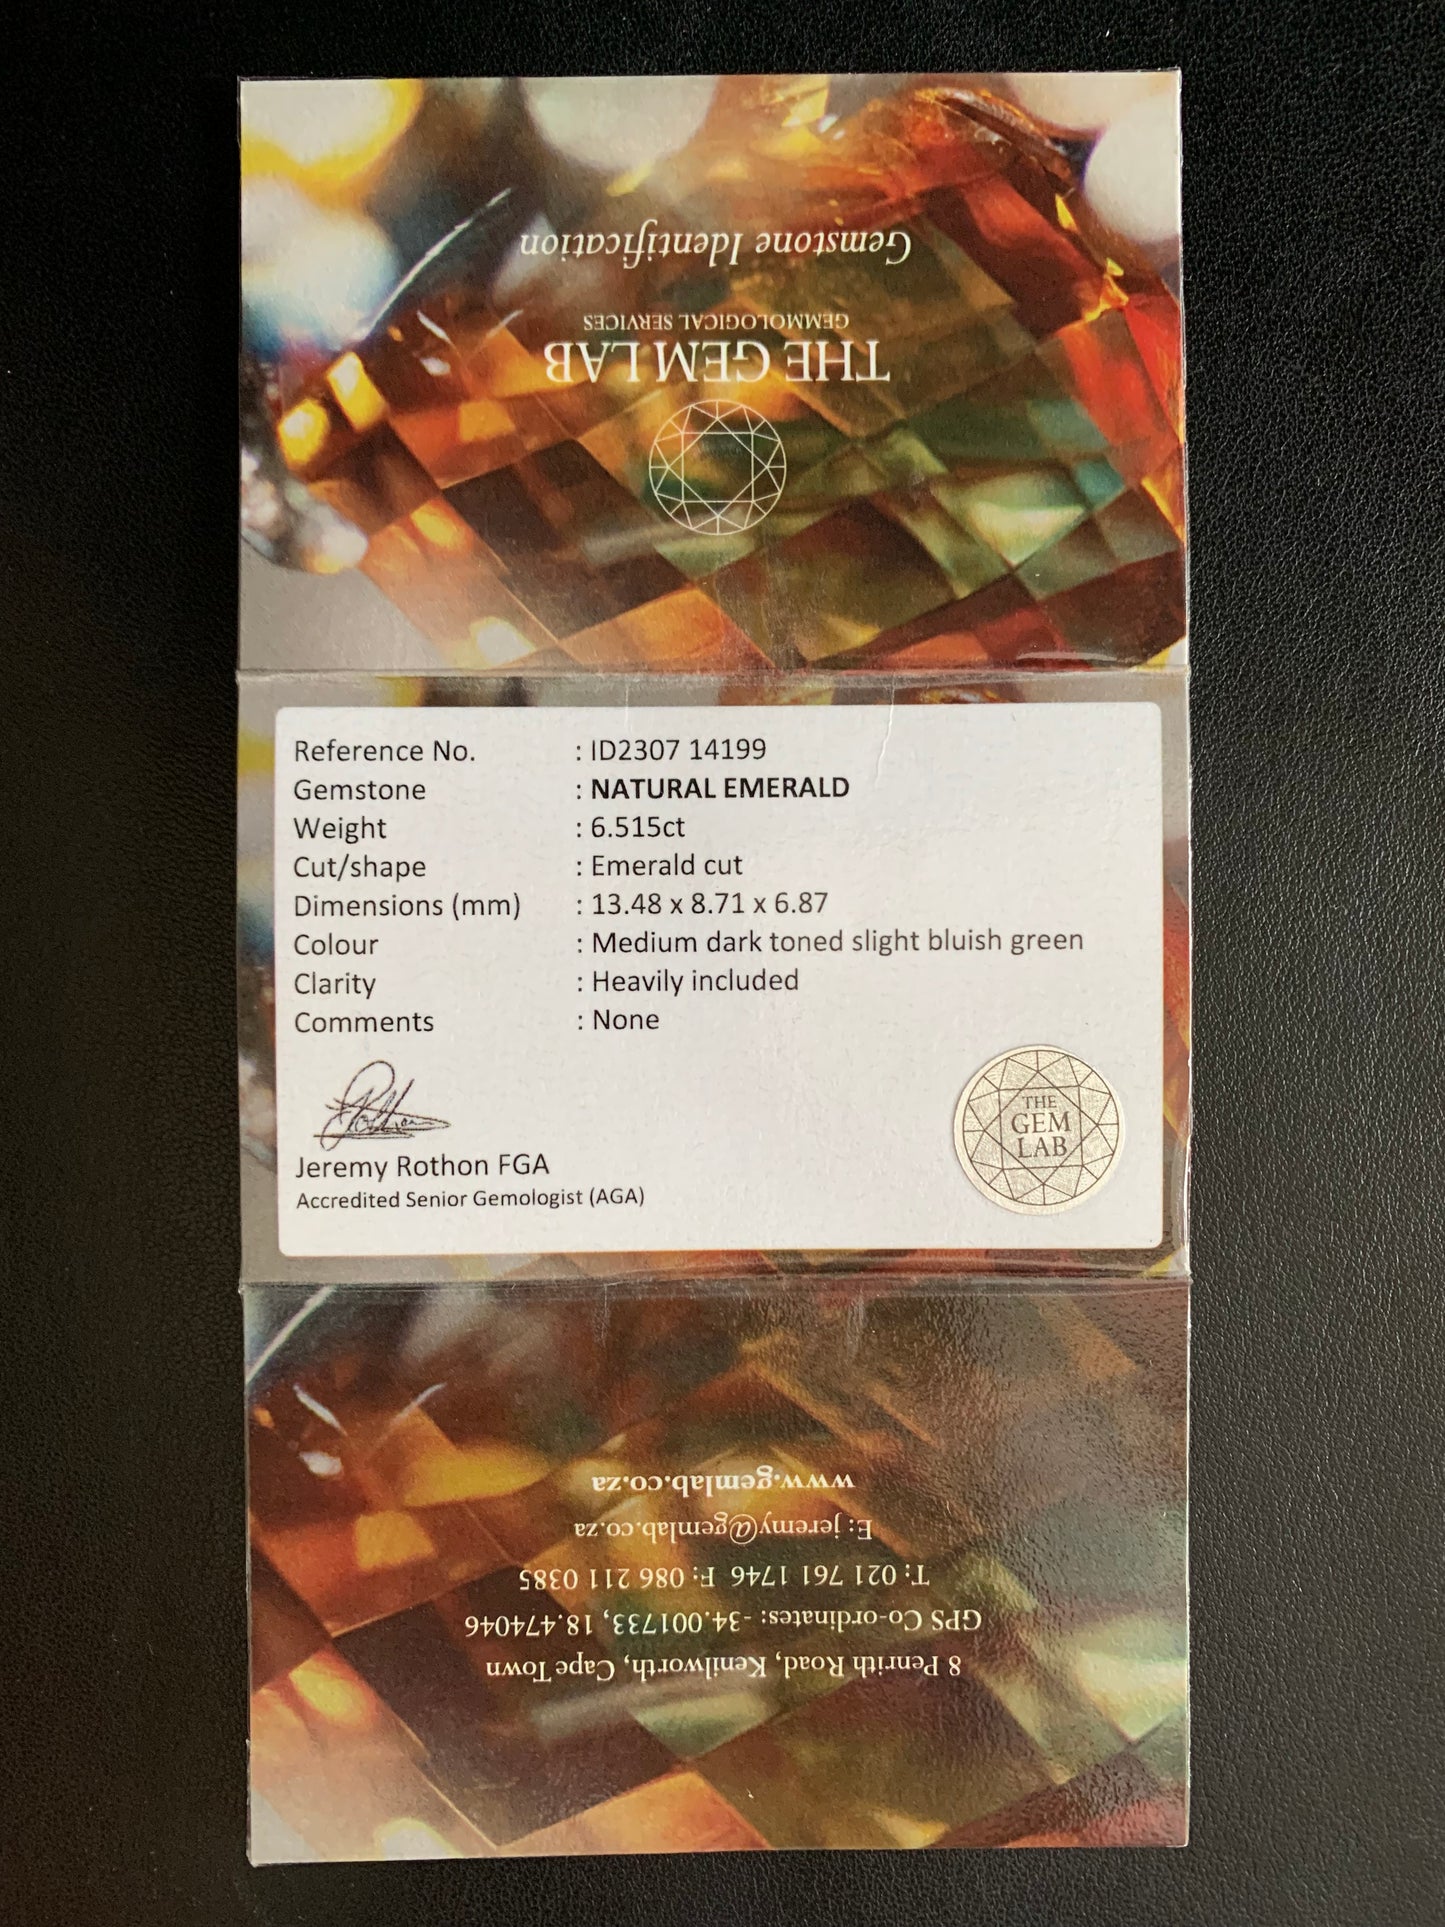 Gemstone Identification
GEMMOLOGICAL SERVICES
THE GEM LAB
Reference No. : ID2307 14199
Gemstone : NATURAL EMERALD
Weight : 6.515ct
Cut/shape : Emerald cut
Dimensions (mm) : 13.48 x 8.71 x 6.87
Colour : Medium dark toned slight bluish green
Clarity : Heavily included
Comments : None
Jeremy Rothon FGA
Accredited Senior Gemologist (AGA)
THE
GEM
LAB
8 Penrith Road, Kenilworth, Cape Town
GPS Co-ordinates: -34.001733, 18.474046
T: 021 761 1746 F: 086 211 0385
E: jeremy@gemlab.co.za
www.gemlab.co.za